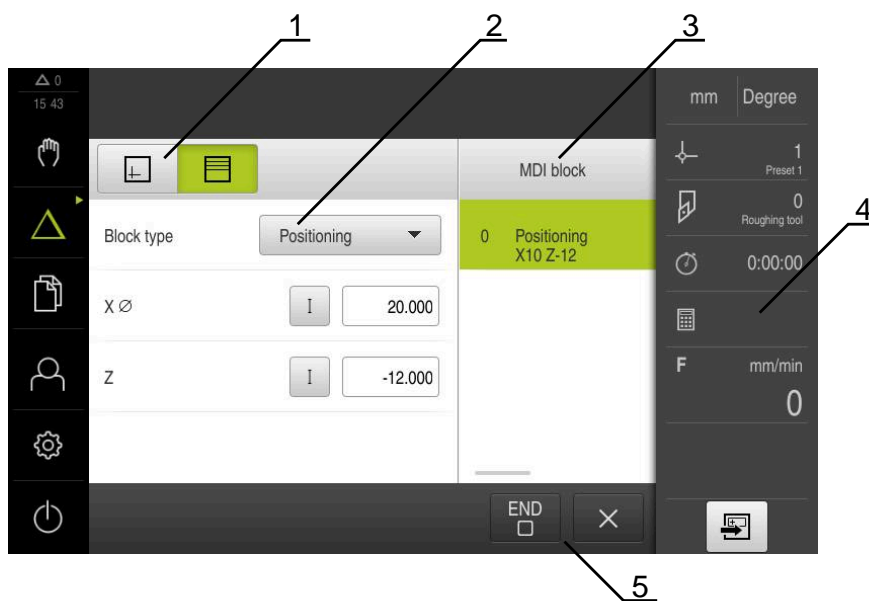 1
2
3
0
15 43
mm Degree
1
Preset 1
MDI block
0
Roughing tool
4
Block type Positioning
0 Positioning
X10 Z-12
0:00:00
X Ø I 20.000
Z I -12.000
F mm/min
0
END
5